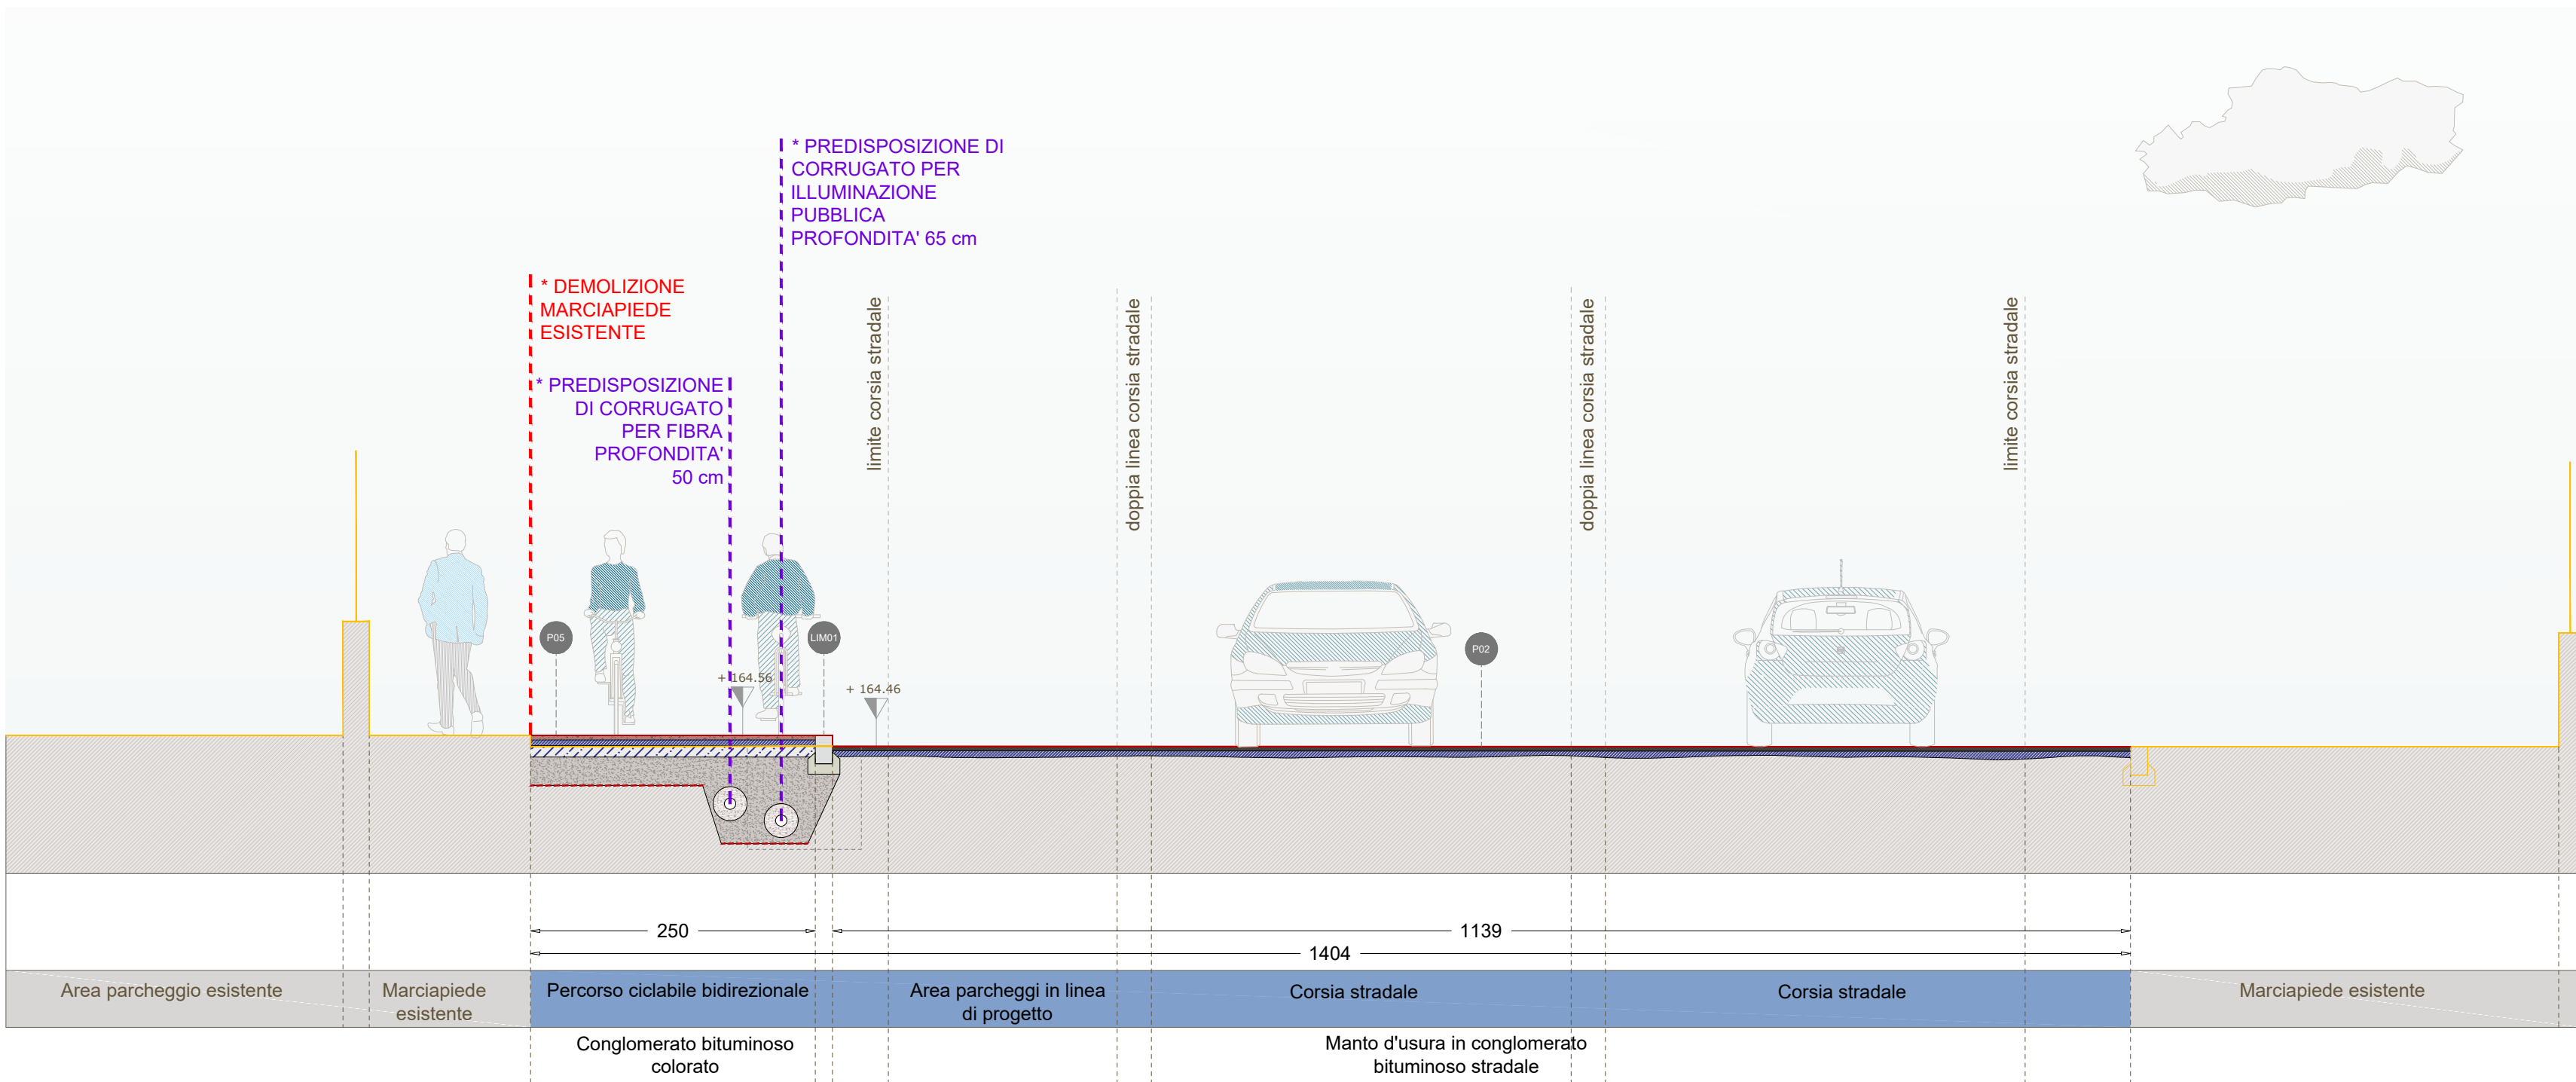 * PREDISPOSIZIONE DI
CORRUGATO PER
ILLUMINAZIONE
PUBBLICA
PROFONDITA' 65 cm
* DEMOLIZIONE
MARCIAPIEDE
ESISTENTE
* PREDISPOSIZIONE
DI CORRUGATO
PER FIBRA
PROFONDITA'
50 cm
limite corsia stradale
doppia linea corsia stradale
doppia linea corsia stradale
limite corsia stradale
P05
LIM01
P02
+ 164.56
+ 164.46
250
1139
1404
Area parcheggio esistente
Marciapiede
esistente
Percorso ciclabile bidirezionale
Area parcheggi in linea
di progetto
Corsia stradale
Corsia stradale
Marciapiede esistente
Conglomerato bituminoso
colorato
Manto d'usura in conglomerato
bituminoso stradale